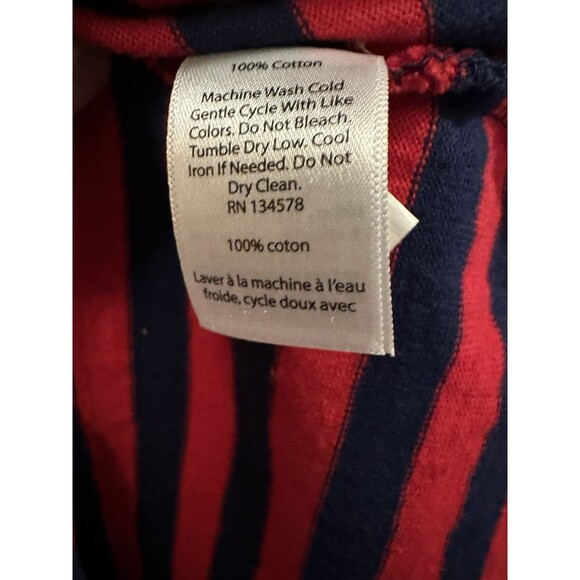 100% Cotton
Machine Wash Cold
Gentle Cycle With Like
Colors. Do Not Bleach.
Tumble Dry Low. Cool
Iron If Needed. Do Not
Dry Clean.
RN 134578
100% coton
Laver à la machine à l'eau
froide, cycle doux avec